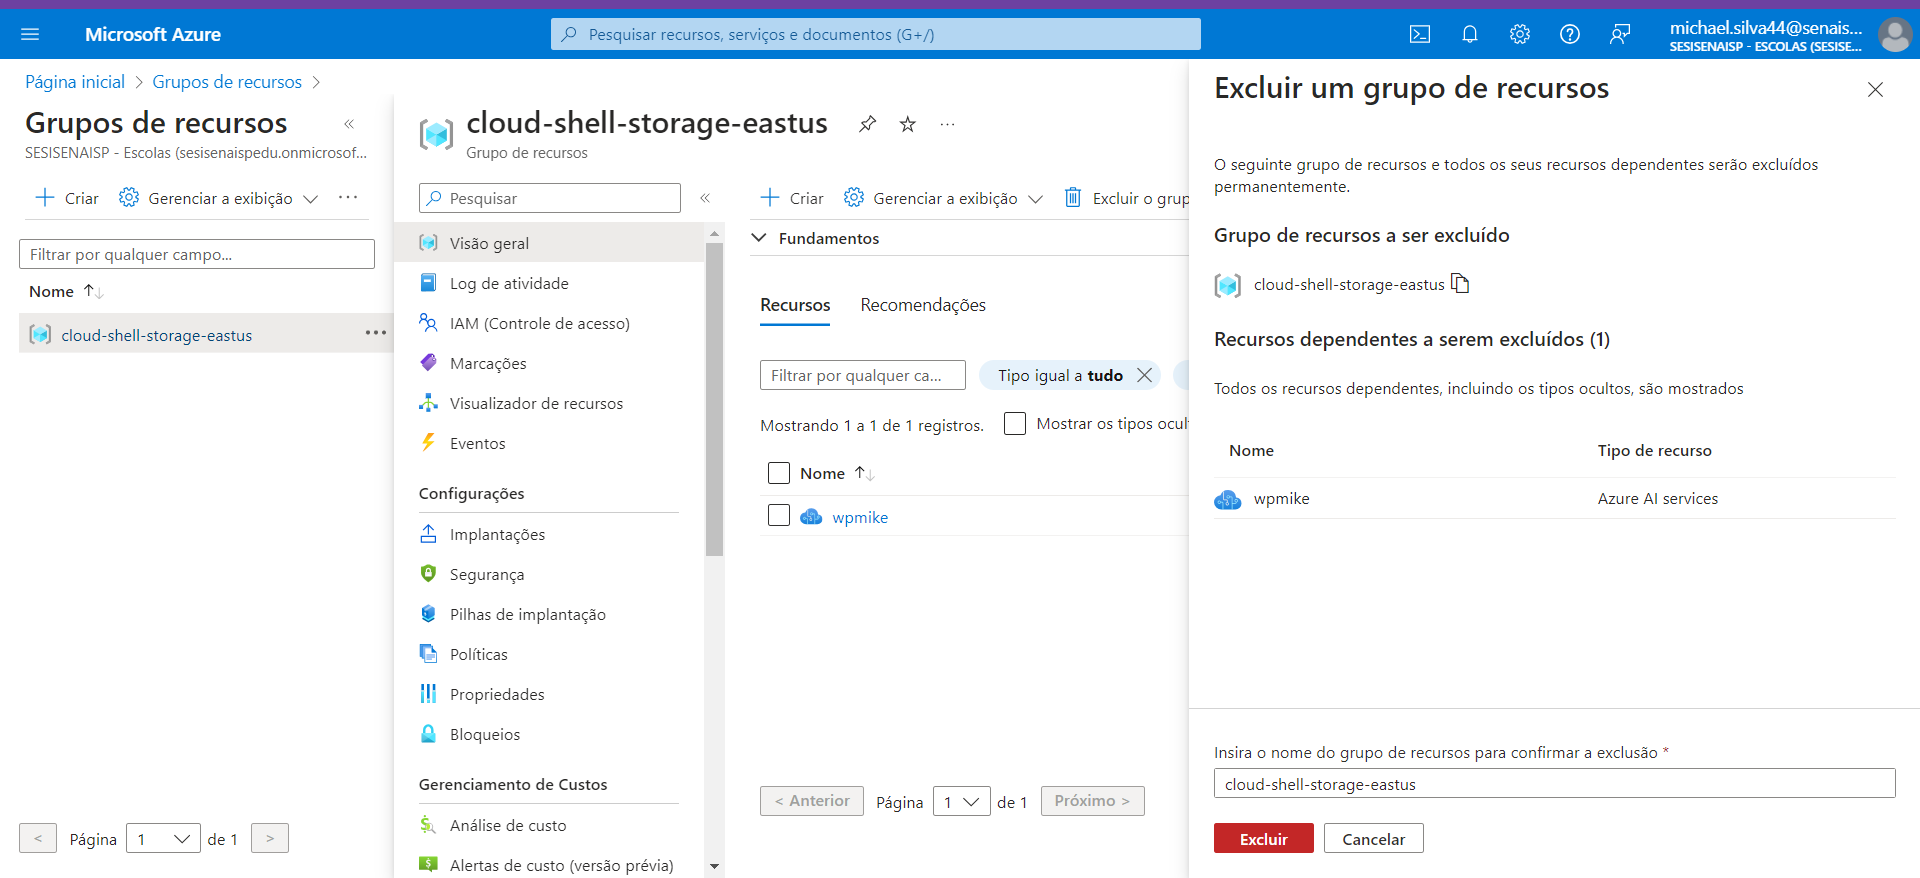 Microsoft Azure
Pesquisar recursos, serviços e documentos (G+/)
michael.silva44@senais...
SESISENAISP - ESCOLAS (SESISE...
Página inicial > Grupos de recursos >
Grupos de recursos «
SESISENAISP - Escolas (sesisenaispedu.onmicrosof...
+ Criar Gerenciar a exibição ...
Filtrar por qualquer campo...
Nome ↑↓
cloud-shell-storage-eastus ...
< Página 1 de 1 >
cloud-shell-storage-eastus ...
Grupo de recursos
Pesquisar «
Visão geral
Log de atividade
IAM (Controle de acesso)
Marcações
Visualizador de recursos
Eventos
Configurações
Implantações
Segurança
Pilhas de implantação
Políticas
Propriedades
Bloqueios
Gerenciamento de Custos
Análise de custo
Alertas de custo (versão prévia)
+ Criar Gerenciar a exibição Excluir o grup
Fundamentos
Recursos Recomendações
Filtrar por qualquer ca... Tipo igual a tudo
Mostrando 1 a 1 de 1 registros. Mostrar os tipos ocul
Nome ↑↓
wpmike
< Anterior Página 1 de 1 Próximo >
Excluir um grupo de recursos
O seguinte grupo de recursos e todos os seus recursos dependentes serão excluídos
permanentemente.
Grupo de recursos a ser excluído
cloud-shell-storage-eastus
Recursos dependentes a serem excluídos (1)
Todos os recursos dependentes, incluindo os tipos ocultos, são mostrados
Nome Tipo de recurso
wpmike Azure AI services
Insira o nome do grupo de recursos para confirmar a exclusão *
cloud-shell-storage-eastus
Excluir Cancelar